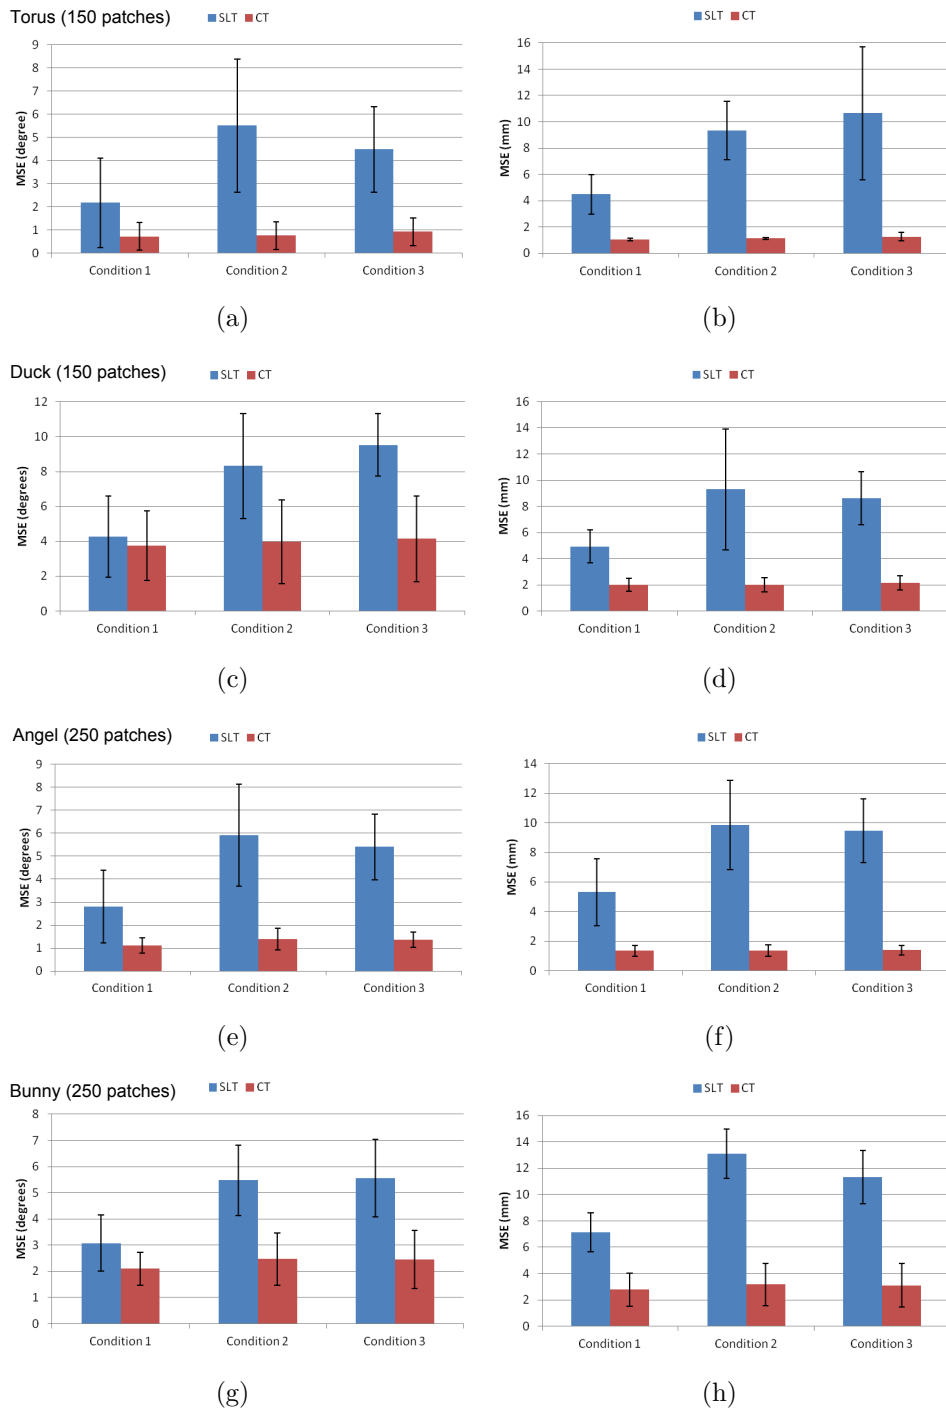 Torus (150 patches)
SLT CT
9
8
7
6
5
4
3
2
1
0
MSE (degree)
Condition 1 Condition 2 Condition 3
(a)
SLT CT
16
14
12
10
8
6
4
2
0
MSE (mm)
Condition 1 Condition 2 Condition 3
(b)
Duck (150 patches)
SLT CT
12
10
8
6
4
2
0
MSE (degrees)
Condition 1 Condition 2 Condition 3
(c)
SLT CT
16
14
12
10
8
6
4
2
0
MSE (mm)
Condition 1 Condition 2 Condition 3
(d)
Angel (250 patches)
SLT CT
9
8
7
6
5
4
3
2
1
0
MSE (degrees)
Condition 1 Condition 2 Condition 3
(e)
SLT CT
14
12
10
8
6
4
2
0
MSE (mm)
Condition 1 Condition 2 Condition 3
(f)
Bunny (250 patches)
SLT CT
8
7
6
5
4
3
2
1
0
MSE (degrees)
Condition 1 Condition 2 Condition 3
(g)
SLT CT
16
14
12
10
8
6
4
2
0
MSE (mm)
Condition 1 Condition 2 Condition 3
(h)